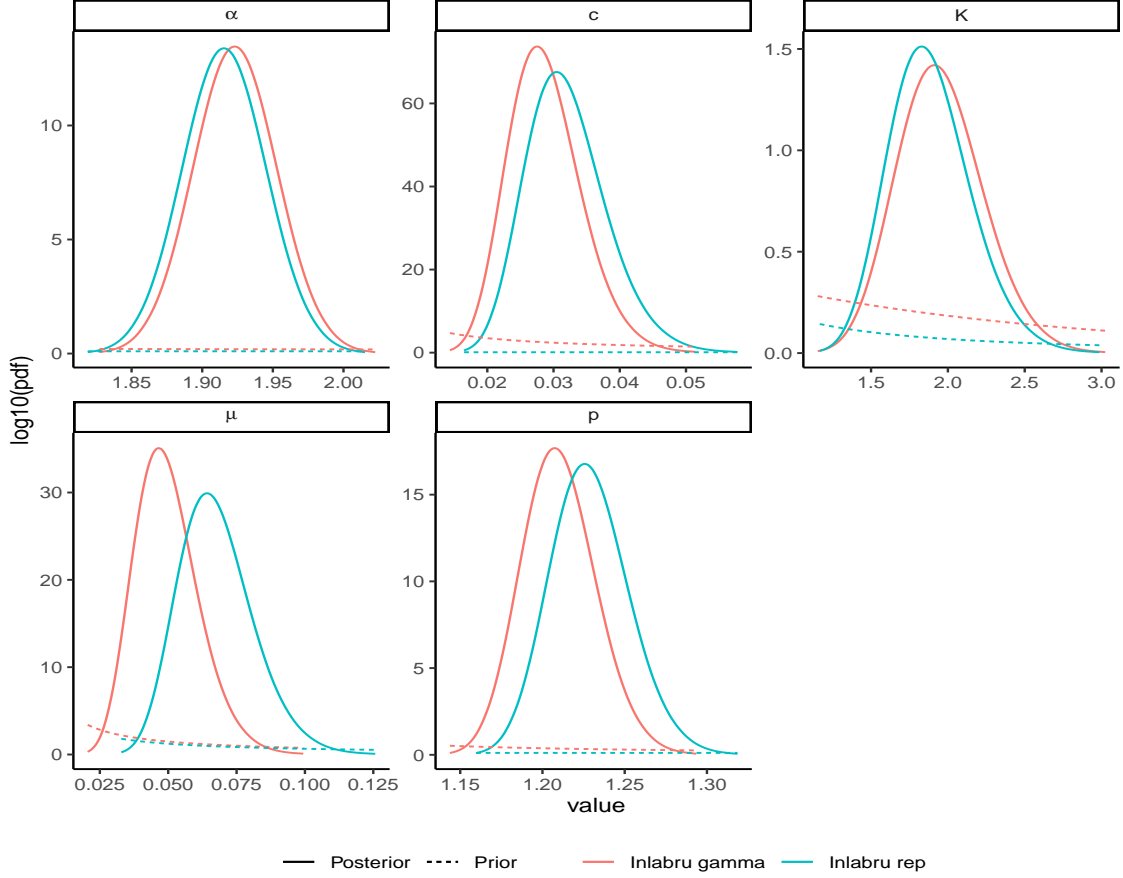 α
c
K
10
5
0
1.85 1.90 1.95 2.00
60
40
20
0
0.02 0.03 0.04 0.05
1.5
1.0
0.5
0.0
1.5 2.0 2.5 3.0
log10(pdf)
μ
p
30
20
10
0
0.025 0.050 0.075 0.100 0.125
15
10
5
0
1.15 1.20 1.25 1.30
value
Posterior Prior Inlabru gamma Inlabru rep